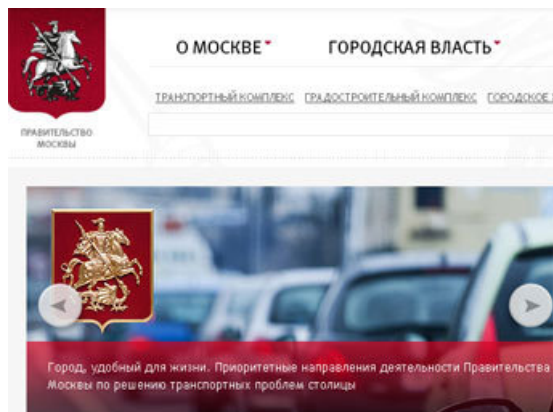 О МОСКВЕ ГОРОДСКАЯ ВЛАСТЬ
ТРАНСПОРТНЫЙ КОМПЛЕКС ГРАДОСТРОИТЕЛЬНЫЙ КОМПЛЕКС ГОРОДСКОЕ
ПРАВИТЕЛЬСТВО
МОСКВЫ
Город, удобный для жизни. Приоритетные направления деятельности Правительства
Москвы по решению транспортных проблем столицы